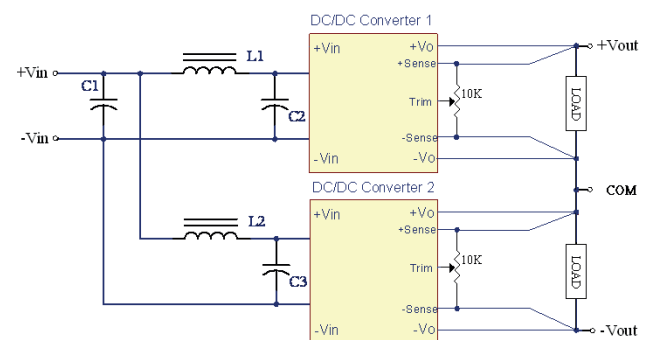 DC/DC Converter 1
+Vin
+Vo
+Vout
+Sense
L1
+Vin
C1
C2
Trim
10K
LOAD
-Vin
-Sense
-Vin
-Vo
DC/DC Converter 2
COM
+Vin
+Vo
L2
+Sense
C3
Trim
10K
LOAD
-Sense
-Vin
-Vo
-Vout